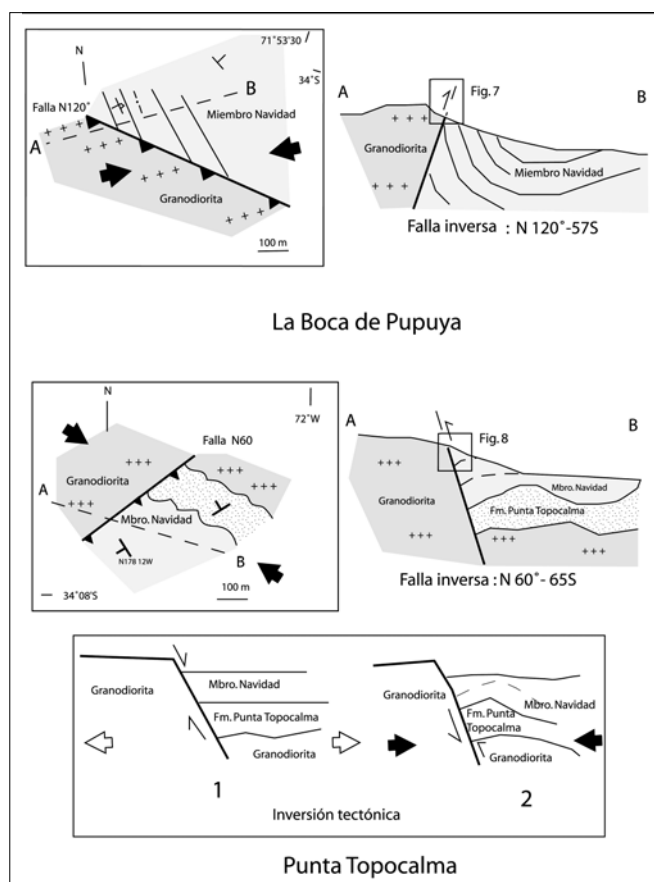 71˚53'30
N
34˚S
Falla N120˚
B
A
Miembro Navidad
Granodiorita
100 m
A
Fig.7
B
Granodiorita
Miembro Navidad
Falla inversa : N 120˚-57S
La Boca de Pupuya
N
72˚W
Falla N60
Granodiorita
A
Mbro. Navidad
B
N178 12W
100 m
34˚08'S
A
Fig. 8
B
Mbro. Navidad
Granodiorita
Fm. Punta Topocalma
Falla inversa : N 60˚- 65S
Granodiorita
Mbro. Navidad
Fm. Punta Topocalma
Granodiorita
1
Granodiorita
Mbro. Navidad
Fm. Punta
Topocalma
Granodiorita
2
Inversión tectónica
Punta Topocalma